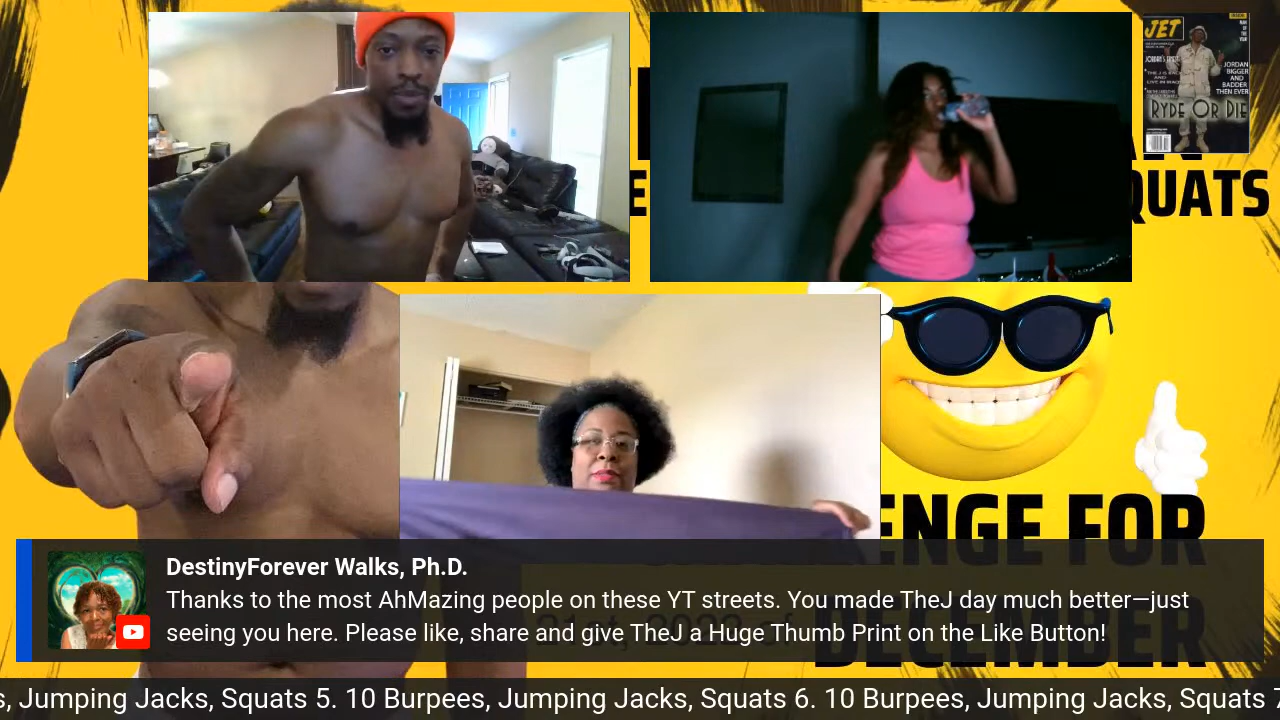 JET
JORDAN
BIGGER
AND
BADDER
THEN EVER
RYDE OR DIE
QUATS
ENGE FOR
DECEMBER
DestinyForever Walks, Ph.D.
Thanks to the most AhMazing people on these YT streets. You made TheJ day much better—just
seeing you here. Please like, share and give TheJ a Huge Thumb Print on the Like Button!
s, Jumping Jacks, Squats 5. 10 Burpees, Jumping Jacks, Squats 6. 10 Burpees, Jumping Jacks, Squats 7